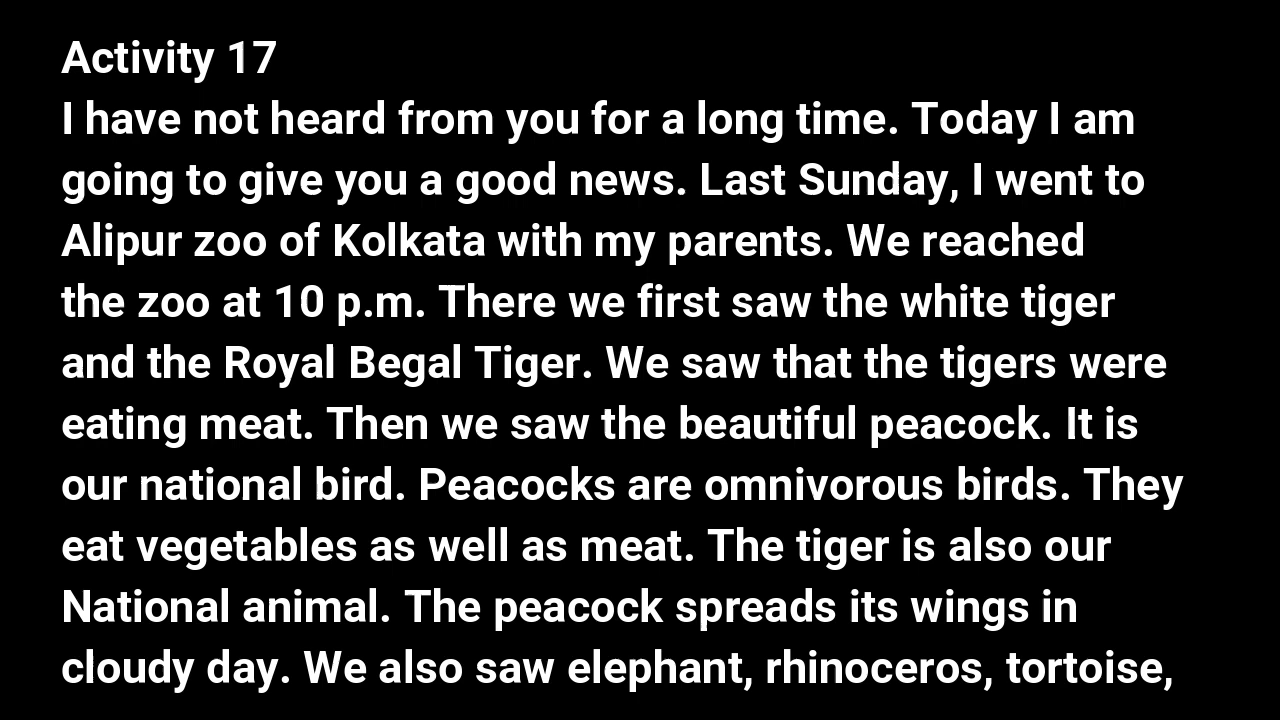 Activity 17
I have not heard from you for a long time. Today I am
going to give you a good news. Last Sunday, I went to
Alipur zoo of Kolkata with my parents. We reached
the zoo at 10 p.m. There we first saw the white tiger
and the Royal Begal Tiger. We saw that the tigers were
eating meat. Then we saw the beautiful peacock. It is
our national bird. Peacocks are omnivorous birds. They
eat vegetables as well as meat. The tiger is also our
National animal. The peacock spreads its wings in
cloudy day. We also saw elephant, rhinoceros, tortoise,